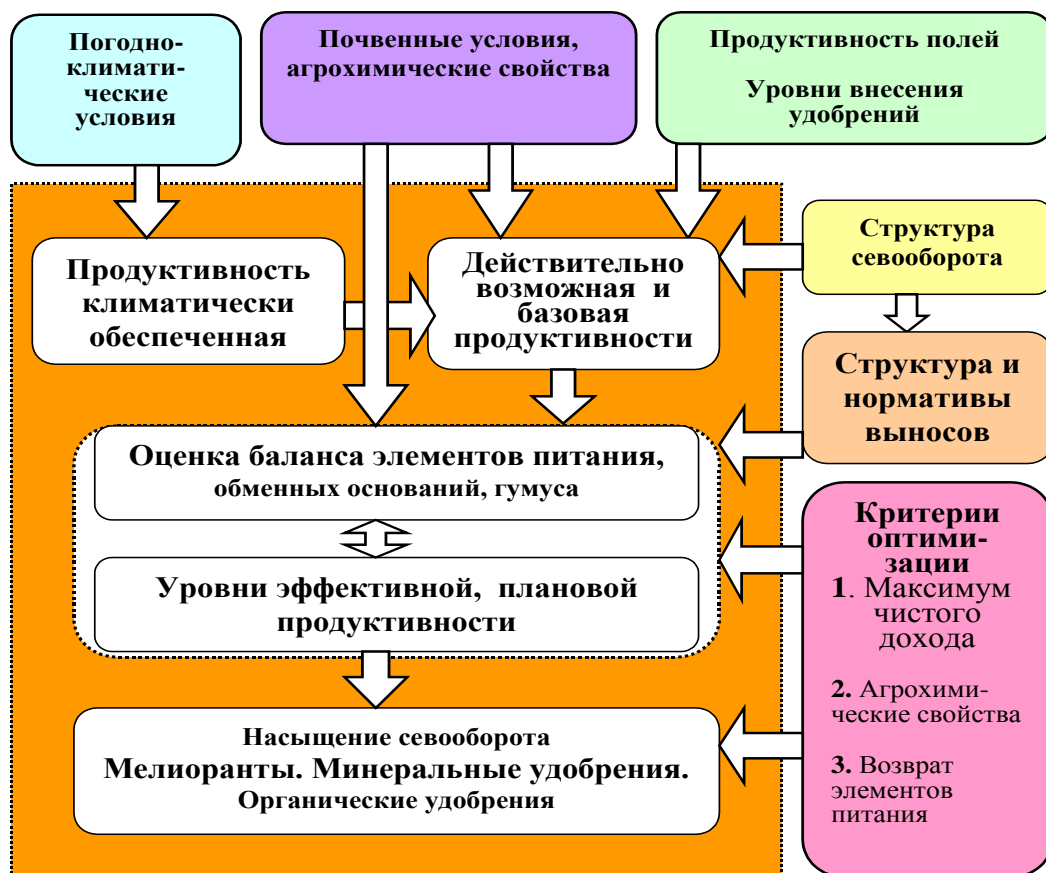 Погодно-
климати-
ческие
условия
Почвенные условия,
агрохимические свойства
Продуктивность полей
Уровни внесения
удобрений
Продуктивность
климатически
обеспеченная
Действительно
возможная и
базовая
продуктивности
Структура
севооборота
Структура и
нормативы
выносов
Оценка баланса элементов питания,
обменных оснований, гумуса
Уровни эффективной, плановой
продуктивности
Критерии
оптими-
зации
1. Максимум
чистого
дохода
2. Агрохими-
ческие свойства
3. Возврат
элементов
питания
Насыщение севооборота
Мелиоранты. Минеральные удобрения.
Органические удобрения